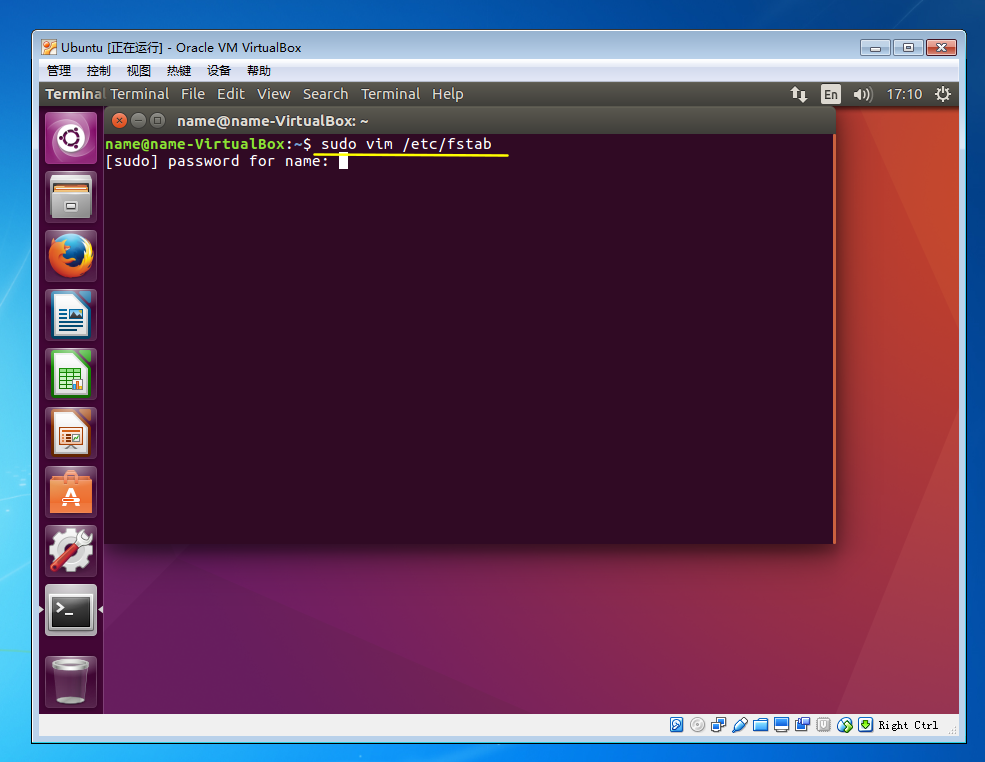 Ubuntu [正在运行] - Oracle VM VirtualBox
管理 控制 视图 热键 设备 帮助
Terminal Terminal File Edit View Search Terminal Help En 17:10
name@name-VirtualBox: ~
name@name-VirtualBox:~$ sudo vim /etc/fstab
[sudo] password for name:
Right Ctrl